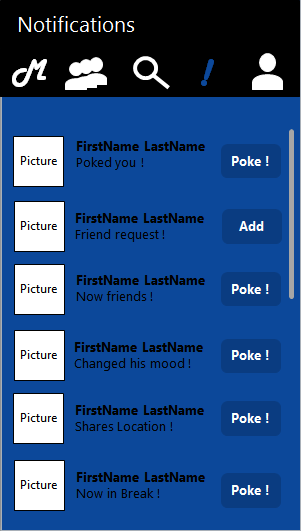 Notifications
M
!
Picture
FirstName LastName
Poked you !
Poke !
Picture
FirstName LastName
Friend request !
Add
Picture
FirstName LastName
Now friends !
Poke !
Picture
FirstName LastName
Changed his mood !
Poke !
Picture
FirstName LastName
Shares Location !
Poke !
Picture
FirstName LastName
Now in Break !
Poke !